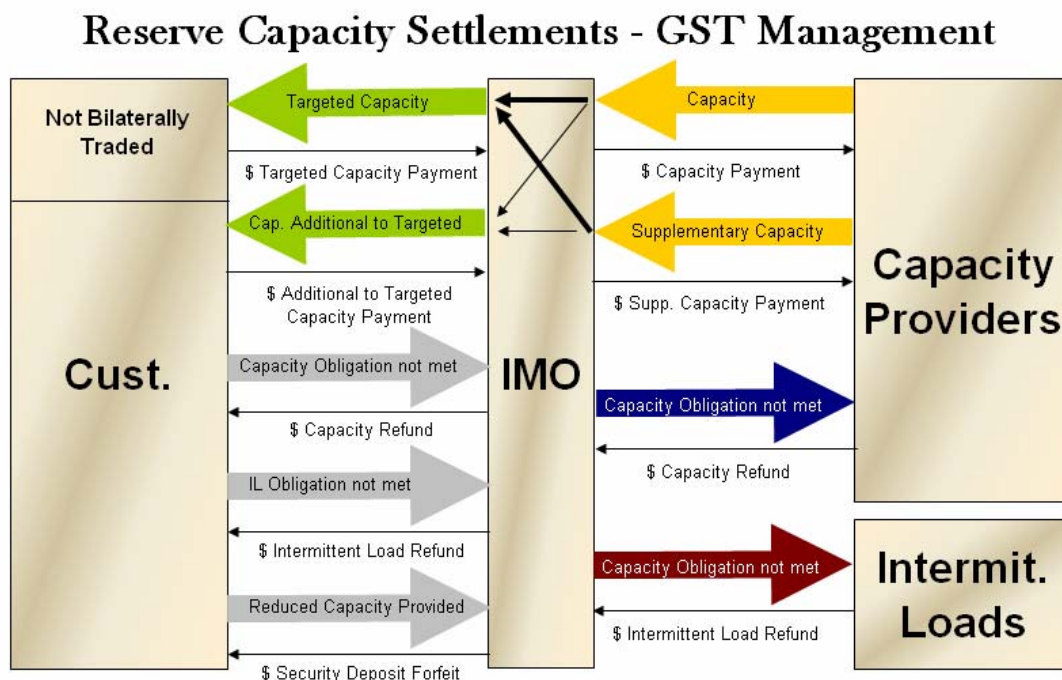 Reserve Capacity Settlements - GST Management
Not Bilaterally
Traded
Targeted Capacity
$ Targeted Capacity Payment
Cap. Additional to Targeted
$ Additional to Targeted
Capacity Payment
Cust.
Capacity Obligation not met
$ Capacity Refund
IL Obligation not met
$ Intermittent Load Refund
Reduced Capacity Provided
$ Security Deposit Forfeit
IMO
Capacity
$ Capacity Payment
Supplementary Capacity
$ Supp. Capacity Payment
Capacity Obligation not met
$ Capacity Refund
Capacity Obligation not met
$ Intermittent Load Refund
Capacity
Providers
Intermit.
Loads